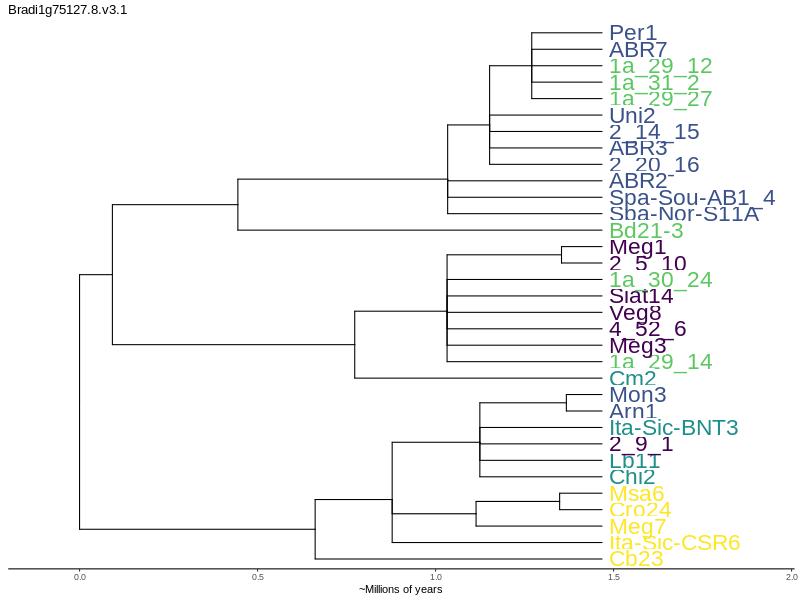 Bradi1g75127.8.v3.1
Per1
ABR7
1a_29_12
1a_31_2
1a_29_27
Uni2
2_14_15
ABR3
2_20_16
ABR2
Spa-Sou-AB1_4
Spa-Nor-S11A
Bd21-3
Meg1
2_5_10
1a_30_24
Siat14
Veg8
4_52_6
Meg3
1a_29_14
Cm2
Mon3
Arn1
Ita-Sic-BNT3
2_9_1
Lb11
Chi2
Msa6
Cro24
Meg7
Ita-Sic-CSR6
Cb23
0.0 0.5 1.0 1.5 2.0
~Millions of years